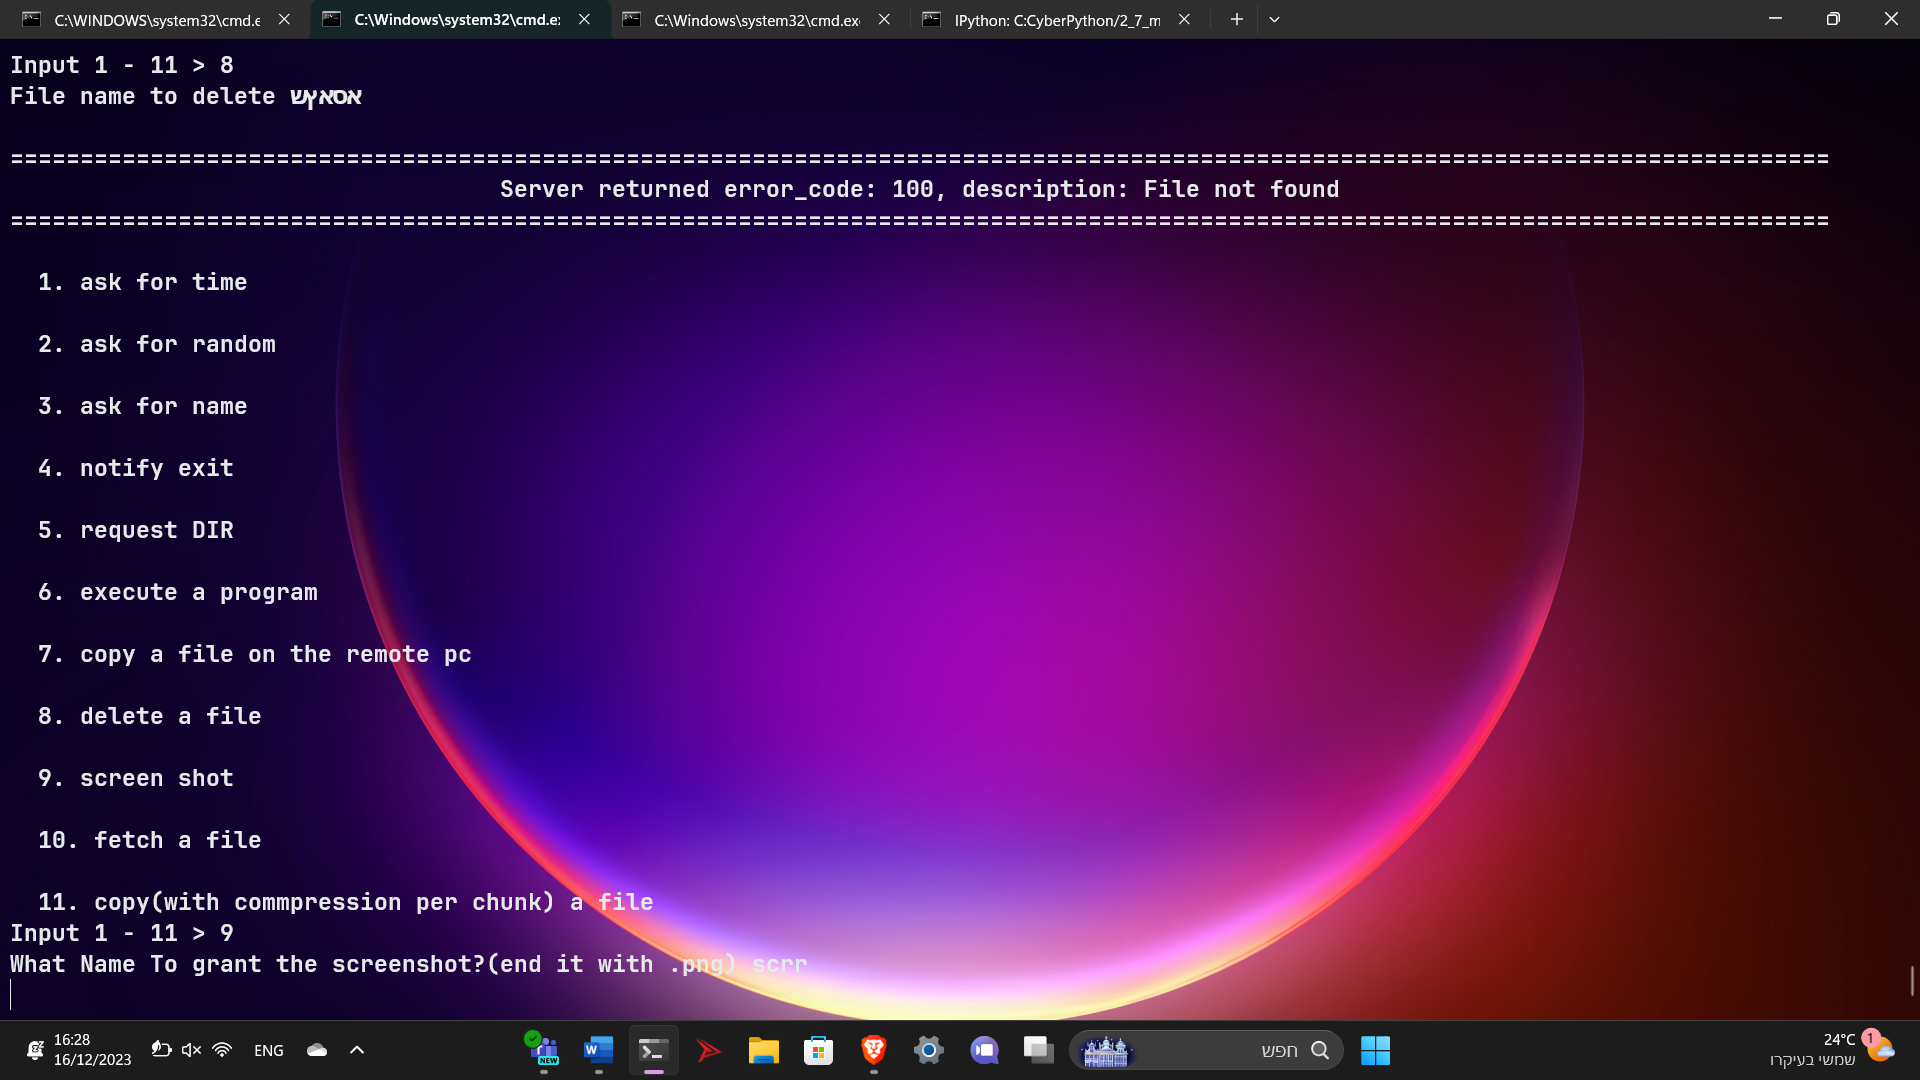 C:\WINDOWS\system32\cmd.e
C:\Windows\system32\cmd.e
C:\Windows\system32\cmd.ex
IPython: C:CyberPython/2_7_m
Input 1 - 11 > 8
File name to delete שץאסא
==================================================================================================================================
Server returned error_code: 100, description: File not found
==================================================================================================================================
1. ask for time
2. ask for random
3. ask for name
4. notify exit
5. request DIR
6. execute a program
7. copy a file on the remote pc
8. delete a file
9. screen shot
10. fetch a file
11. copy(with commpression per chunk) a file
Input 1 - 11 > 9
What Name To grant the screenshot?(end it with .png) scrr
16:28
16/12/2023
ENG
NEW
חפש
24°C
שמשי בעיקרו
1